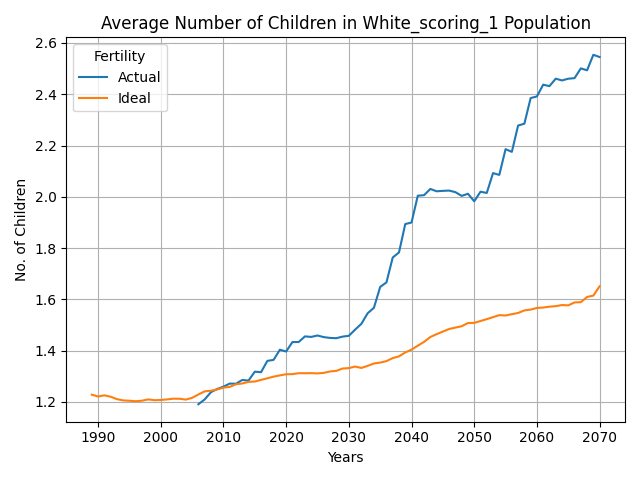 Average Number of Children in White_scoring_1 Population
Fertility
Actual
Ideal
No. of Children
2.6
2.4
2.2
2.0
1.8
1.6
1.4
1.2
1990 2000 2010 2020 2030 2040 2050 2060 2070
Years